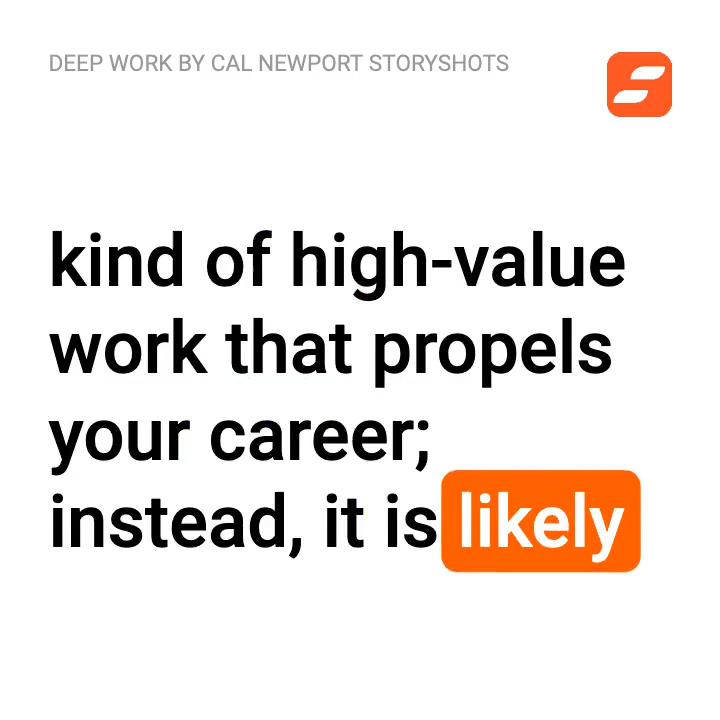 DEEP WORK BY CAL NEWPORT STORYSHOTS
kind of high-value
work that propels
your career;
instead, it is likely